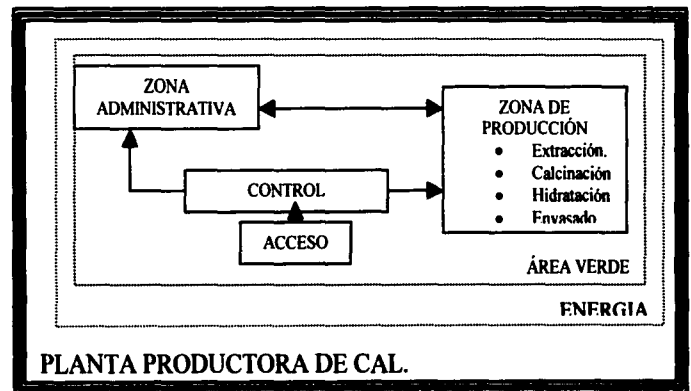 ZONA
ADMINISTRATIVA
ZONA DE
PRODUCCIÓN
• Extracción.
• Calcinación
• Hidratación
• Envasado
CONTROL
ACCESO
ÁREA VERDE
ENERGIA
PLANTA PRODUCTORA DE CAL.